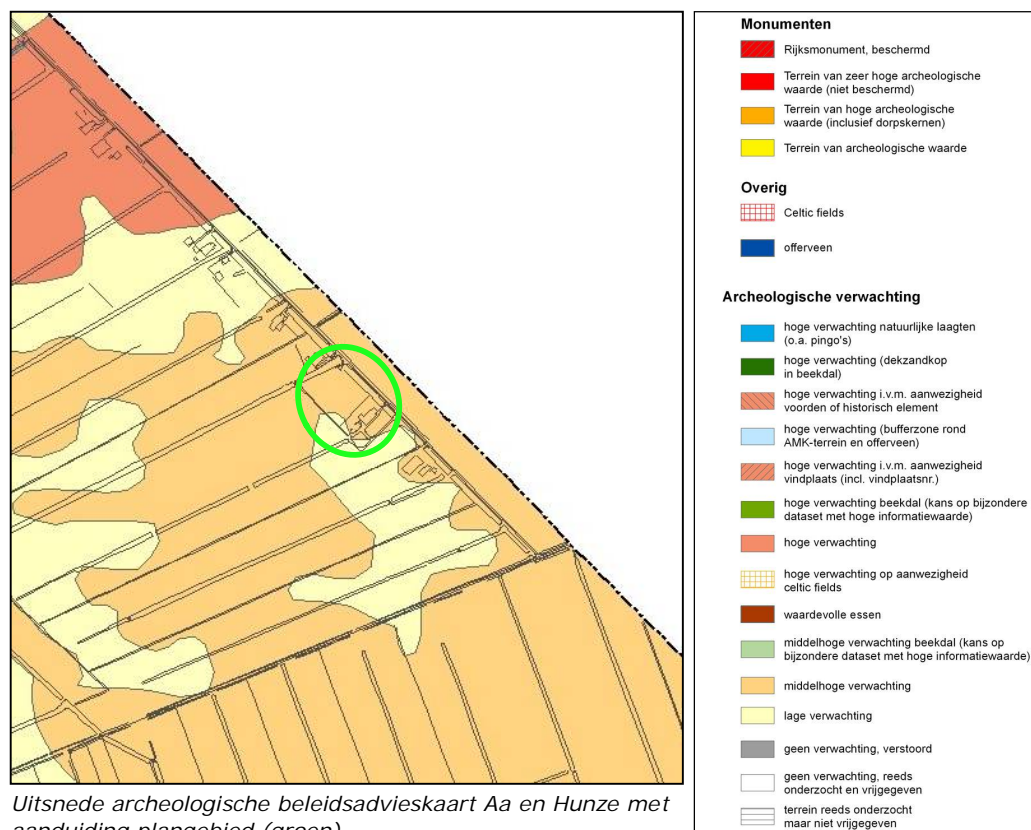 Monumenten
Rijksmonument, beschermd
Terrein van zeer hoge archeologische
waarde (niet beschermd)
Terrein van hoge archeologische
waarde (inclusief dorpskernen)
Terrein van archeologische waarde
Overig
Celtic fields
offerveen
Archeologische verwachting
hoge verwachting natuurlijke laagten
(o.a. pingo's)
hoge verwachting (dekzandkop
in beekdal)
hoge verwachting i.v.m. aanwezigheid
voorden of historisch element
hoge verwachting (bufferzone rond
AMK-terrein en offerveen)
hoge verwachting i.v.m. aanwezigheid
vindplaats (incl. vindplaatsnr.)
hoge verwachting beekdal (kans op bijzondere
dataset met hoge informatiewaarde)
hoge verwachting
hoge verwachting op aanwezigheid
celtic fields
waardevolle essen
middelhoge verwachting beekdal (kans op
bijzondere dataset met hoge informatiewaarde)
middelhoge verwachting
lage verwachting
geen verwachting, verstoord
geen verwachting, reeds
onderzocht en vrijgegeven
terrein reeds onderzocht
maar niet vrijgegeven
Uitsnede archeologische beleidsadvieskaart Aa en Hunze met
aanduiding plangebied (groen)